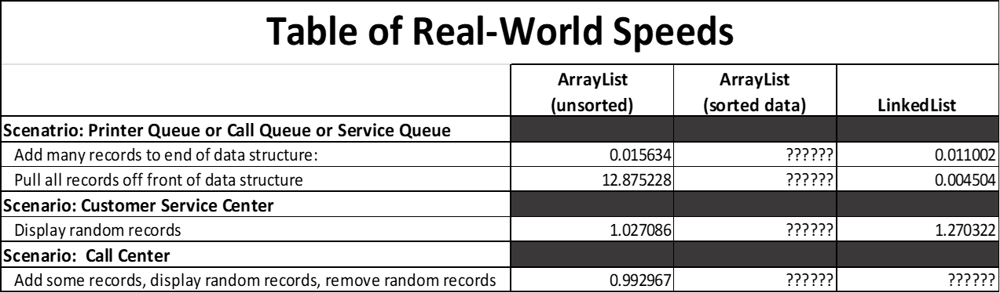 Table of Real-World Speeds
ArrayList (unsorted) ArrayList (sorted data) LinkedList
Scenatrio: Printer Queue or Call Queue or Service Queue
Add many records to end of data structure: 0.015634 ?????? 0.011002
Pull all records off front of data structure 12.875228 ?????? 0.004504
Scenario: Customer Service Center
Display random records 1.027086 ?????? 1.270322
Scenario: Call Center
Add some records, display random records, remove random records 0.992967 ?????? ??????